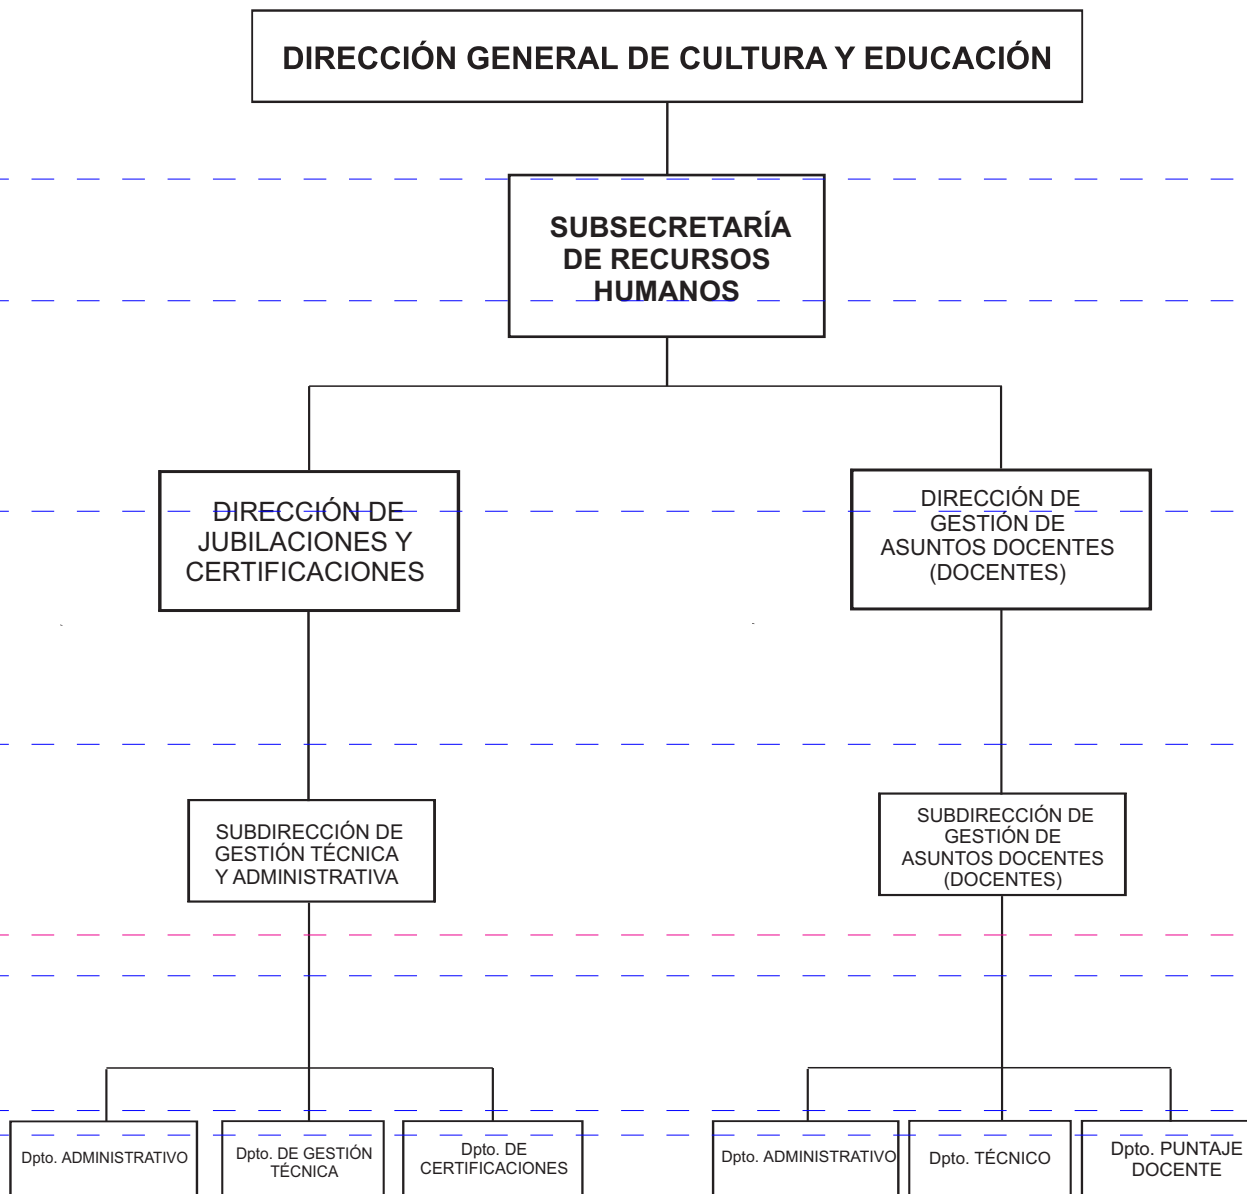 DIRECCIÓN GENERAL DE CULTURA Y EDUCACIÓN
SUBSECRETARÍA
DE RECURSOS
HUMANOS
DIRECCIÓN DE
JUBILACIONES Y
CERTIFICACIONES
DIRECCIÓN DE
GESTIÓN DE
ASUNTOS DOCENTES
(DOCENTES)
SUBDIRECCIÓN DE
GESTIÓN TÉCNICA
Y ADMINISTRATIVA
SUBDIRECCIÓN DE
GESTIÓN DE
ASUNTOS DOCENTES
(DOCENTES)
Dpto. ADMINISTRATIVO
Dpto. DE GESTIÓN
TÉCNICA
Dpto. DE
CERTIFICACIONES
Dpto. ADMINISTRATIVO
Dpto. TÉCNICO
Dpto. PUNTAJE
DOCENTE